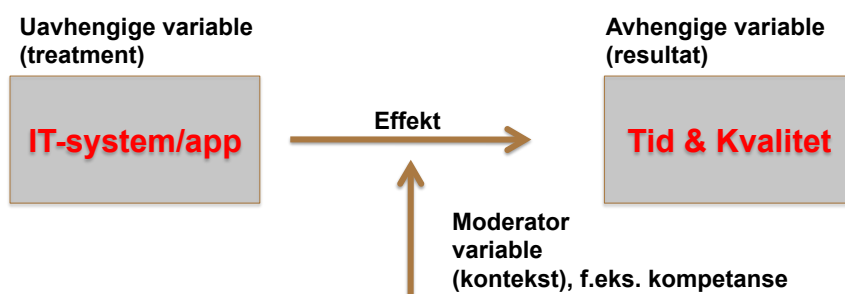 Uavhengige variable
(treatment)
Avhengige variable
(resultat)
IT-system/app
Effekt
Tid & Kvalitet
Moderator
variable
(kontekst), f.eks. kompetanse